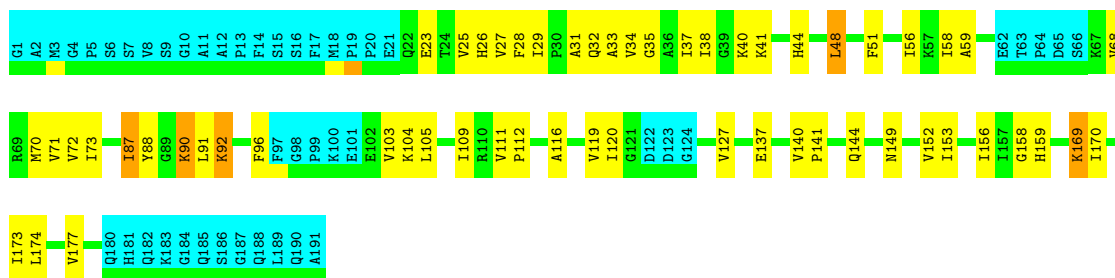 G1 A2 M3 G4 P5 S6 S7 V8 S9 G10 A11 A12 P13 F14 S15 S16 F17 M18 P19 P20 E21 Q22 E23 T24 V25 H26 V27 F28 I29 P30 A31 Q32 A33 V34 G35 A36 I37 I38 G39 K40 K41 H44 L48 F51 I56 K57 I58 A59 E62 T63 P64 D65 S66 K67 V68
R69 M70 V71 V72 I73 I87 Y88 G89 K90 L91 K92 F96 F97 G98 P99 K100 E101 E102 V103 K104 L105 I109 R110 V111 P112 A116 V119 I120 G121 D122 D123 G124 V127 E137 V140 P141 Q144 N149 V152 I153 I156 I157 G158 H159 K169 I170
I173 L174 V177 Q180 H181 Q182 K183 G184 Q185 S186 G187 Q188 L189 Q190 A191